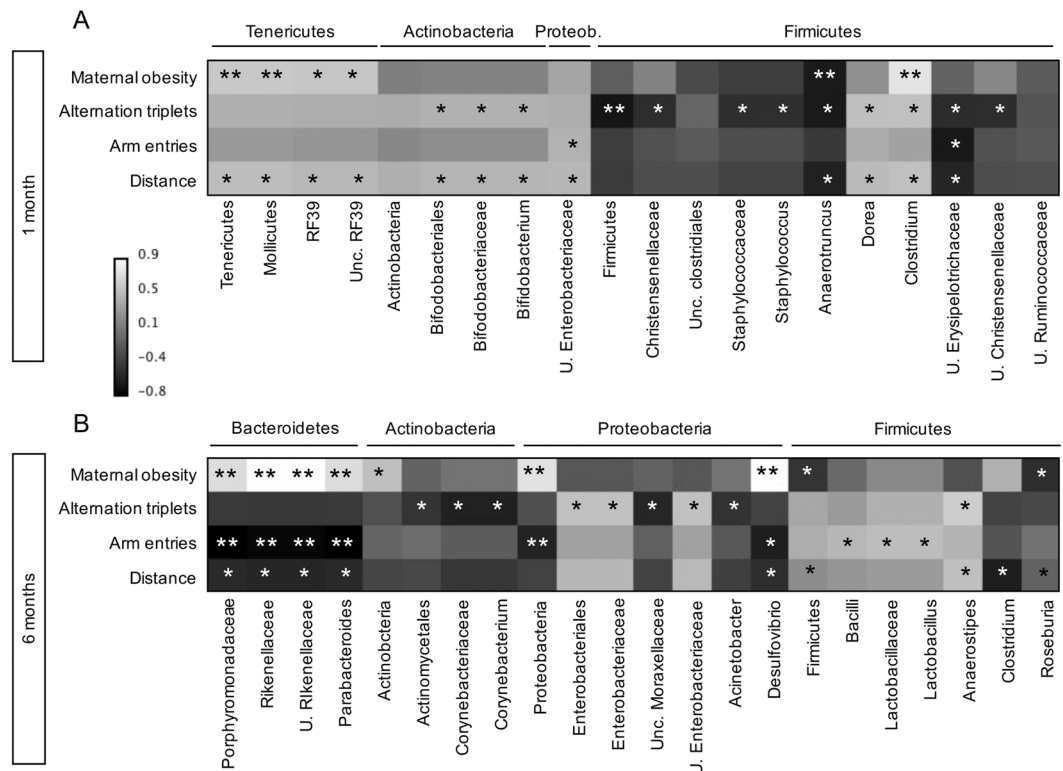 A
Tenericutes Actinobacteria Proteob. Firmicutes
1 month
Maternal obesity ** ** * * ** **
Alternation triplets * * * ** * * * * * * * *
Arm entries * *
Distance * * * * * * * * * * * *
Tenericutes
Mollicutes
RF39
Unc. RF39
Actinobacteria
Bifodobacteriales
Bifodobacteriaceae
Bifidobacterium
U. Enterobacteriaceae
Firmicutes
Christensenellaceae
Unc. clostridiales
Staphylococcaceae
Staphylococcus
Anaerotruncus
Dorea
Clostridium
U. Erysipelotrichaceae
U. Christensenellaceae
U. Ruminococcaceae
0.9
0.5
0.1
−0.4
−0.8
B
Bacteroidetes Actinobacteria Proteobacteria Firmicutes
6 months
Maternal obesity ** ** ** ** * ** ** * *
Alternation triplets * * * * * * * * *
Arm entries ** ** ** ** ** * * * *
Distance * * * * * * * * *
Porphyromonadaceae
Rikenellaceae
U. RIkenellaceae
Parabacteroides
Actinobcteria
Actinomycetales
Corynebacteriaceae
Corynebacterium
Proteobacteria
Enterobacteriales
Enterobacteriaceae
Unc. Moraxellaceae
U. Enterobacteriaceae
Acinetobacter
Desulfovibrio
Firmicutes
Bacilli
Lactobacillaceae
Lactobacillus
Anaerostipes
Clostridium
Roseburia